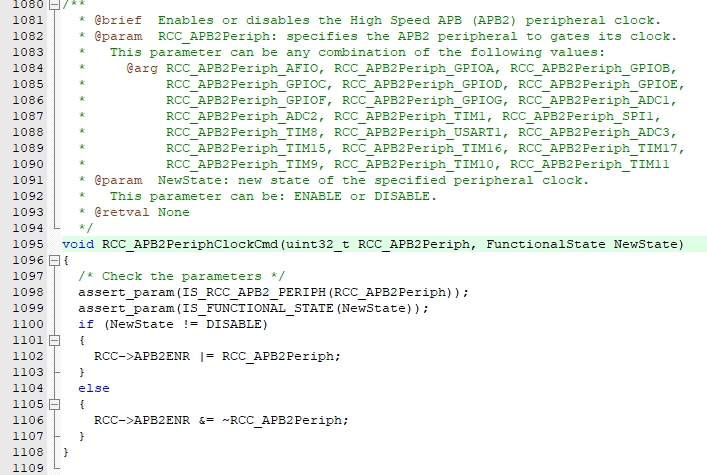 1080 /**
1081   * @brief  Enables or disables the High Speed APB (APB2) peripheral clock.
1082   * @param  RCC_APB2Periph: specifies the APB2 peripheral to gates its clock.
1083   *   This parameter can be any combination of the following values:
1084   *     @arg RCC_APB2Periph_AFIO, RCC_APB2Periph_GPIOA, RCC_APB2Periph_GPIOB,
1085   *          RCC_APB2Periph_GPIOC, RCC_APB2Periph_GPIOD, RCC_APB2Periph_GPIOE,
1086   *          RCC_APB2Periph_GPIOF, RCC_APB2Periph_GPIOG, RCC_APB2Periph_ADC1,
1087   *          RCC_APB2Periph_ADC2, RCC_APB2Periph_TIM1, RCC_APB2Periph_SPI1,
1088   *          RCC_APB2Periph_TIM8, RCC_APB2Periph_USART1, RCC_APB2Periph_ADC3,
1089   *          RCC_APB2Periph_TIM15, RCC_APB2Periph_TIM16, RCC_APB2Periph_TIM17,
1090   *          RCC_APB2Periph_TIM9, RCC_APB2Periph_TIM10, RCC_APB2Periph_TIM11
1091   * @param  NewState: new state of the specified peripheral clock.
1092   *   This parameter can be: ENABLE or DISABLE.
1093   * @retval None
1094   */
1095 void RCC_APB2PeriphClockCmd(uint32_t RCC_APB2Periph, FunctionalState NewState)
1096 {
1097   /* Check the parameters */
1098   assert_param(IS_RCC_APB2_PERIPH(RCC_APB2Periph));
1099   assert_param(IS_FUNCTIONAL_STATE(NewState));
1100   if (NewState != DISABLE)
1101   {
1102     RCC->APB2ENR |= RCC_APB2Periph;
1103   }
1104   else
1105   {
1106     RCC->APB2ENR &= ~RCC_APB2Periph;
1107   }
1108 }
1109